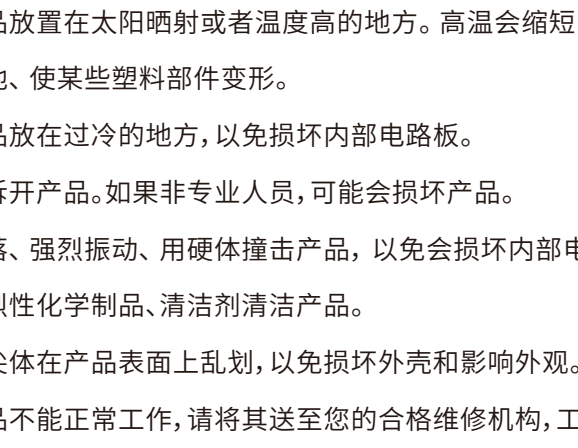 品放置在太阳晒射或者温度高的地方。高温会缩短
池、使某些塑料部件变形。
品放在过冷的地方,以免损坏内部电路板。
拆开产品。如果非专业人员,可能会损坏产品。
落、强烈振动、用硬体撞击产品,以免会损坏内部电
烈性化学制品、清洁剂清洁产品。
尖体在产品表面上乱划,以免损坏外壳和影响外观。
品不能正常工作,请将其送至您的合格维修机构,工